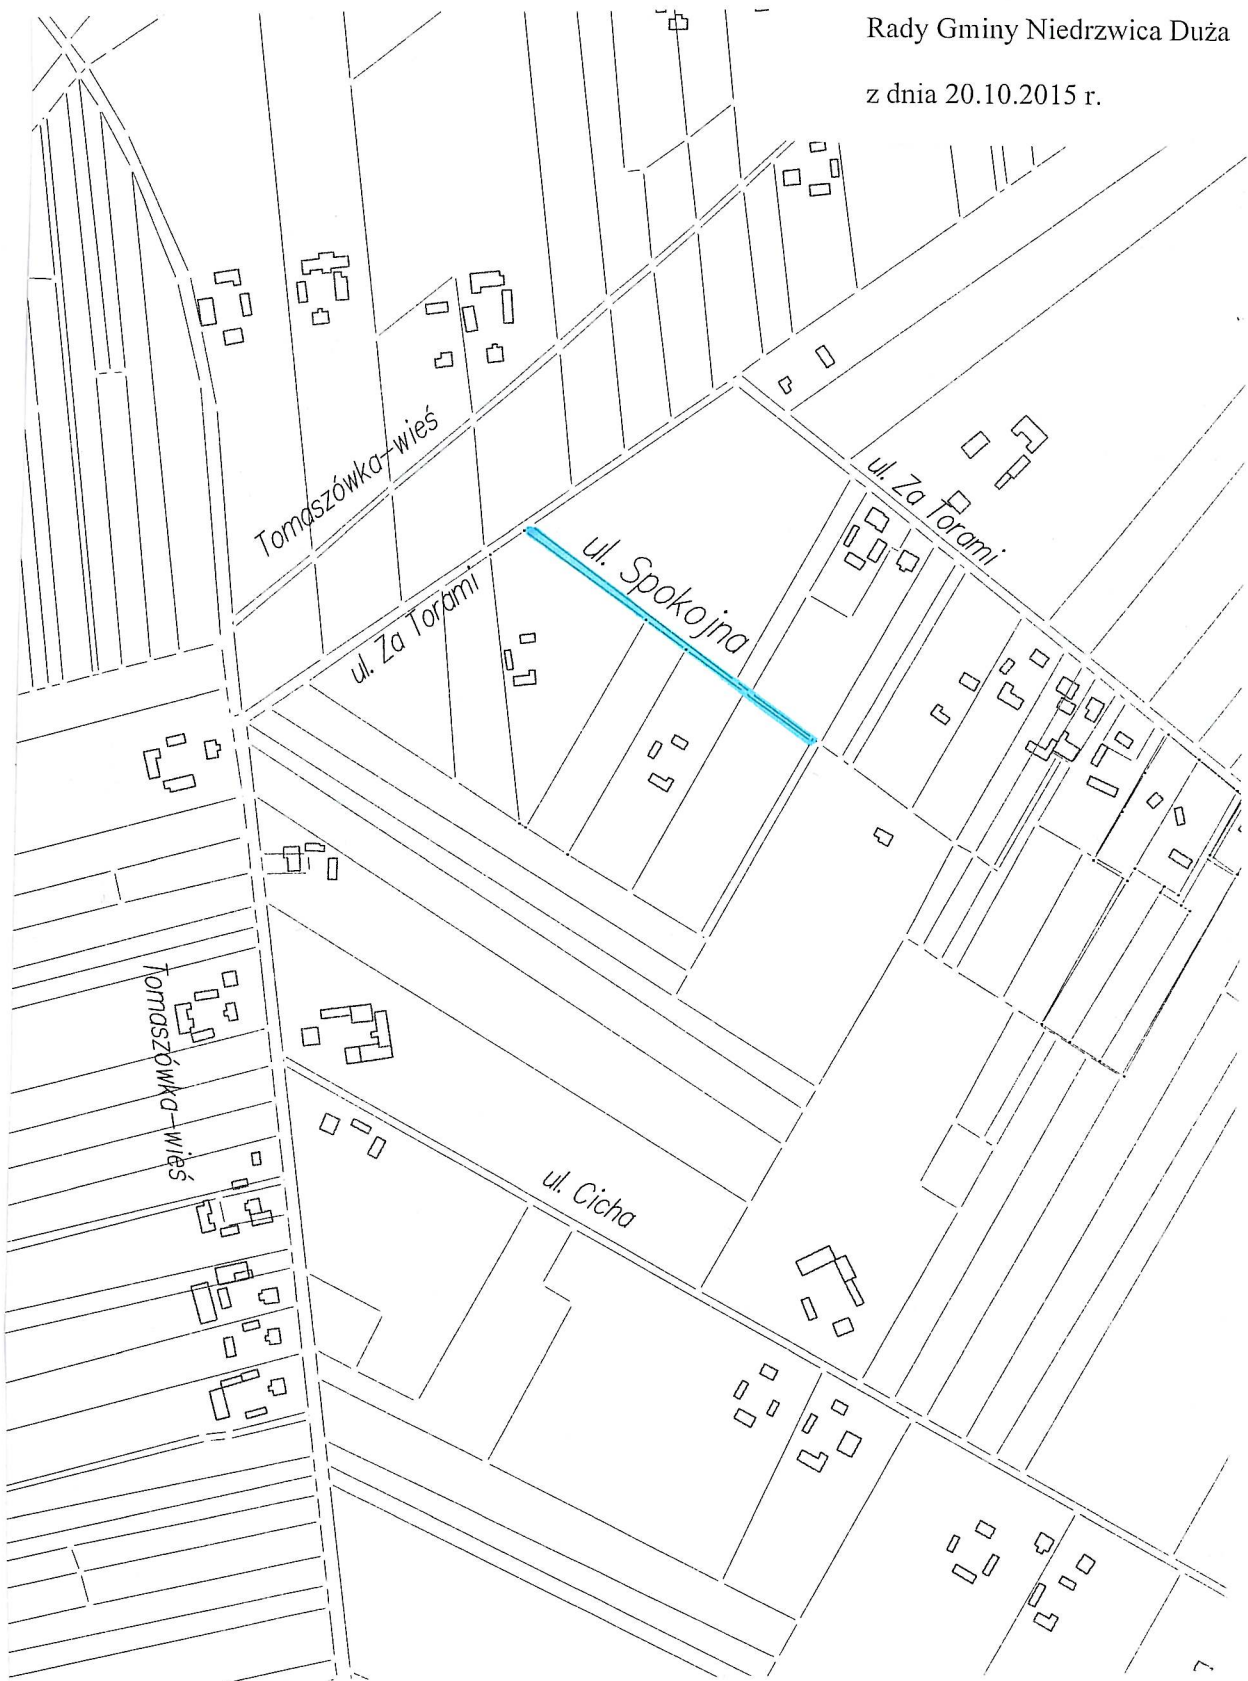 Rady Gminy Niedrzwica Duża
z dnia 20.10.2015 r.
Tomaszówka-wieś
ul. Za Torami
ul. Spokojna
ul. Za Torami
Tomaszówka-wieś
ul. Cicha